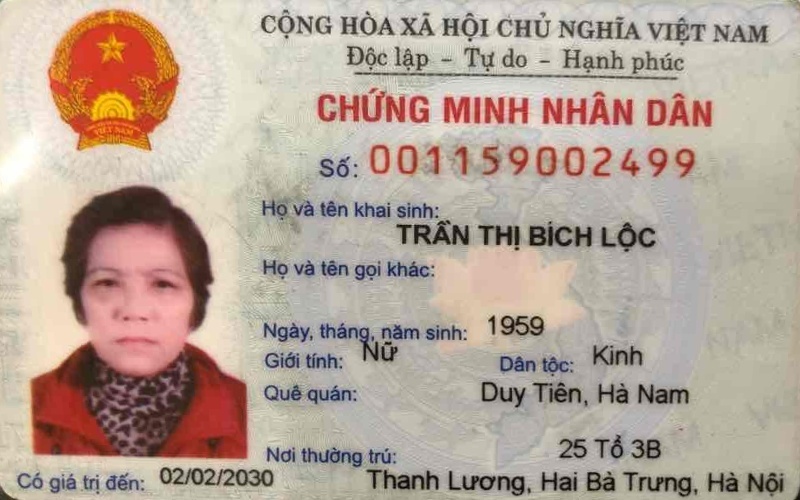 CỘNG HÒA XÃ HỘI CHỦ NGHĨA VIỆT NAM
Độc lập - Tự do - Hạnh phúc
CHỨNG MINH NHÂN DÂN
Số: 001159002499
Họ và tên khai sinh:
TRẦN THỊ BÍCH LỘC
Họ và tên gọi khác:
Ngày, tháng, năm sinh: 1959
Giới tính: Nữ Dân tộc: Kinh
Quê quán: Duy Tiên, Hà Nam
Nơi thường trú: 25 Tổ 3B
Thanh Lương, Hai Bà Trưng, Hà Nội
Có giá trị đến: 02/02/2030